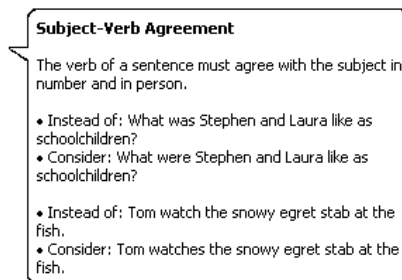 Subject-Verb Agreement
The verb of a sentence must agree with the subject in
number and in person.
• Instead of: What was Stephen and Laura like as
schoolchildren?
• Consider: What were Stephen and Laura like as
schoolchildren?
• Instead of: Tom watch the snowy egret stab at the
fish.
• Consider: Tom watches the snowy egret stab at the
fish.